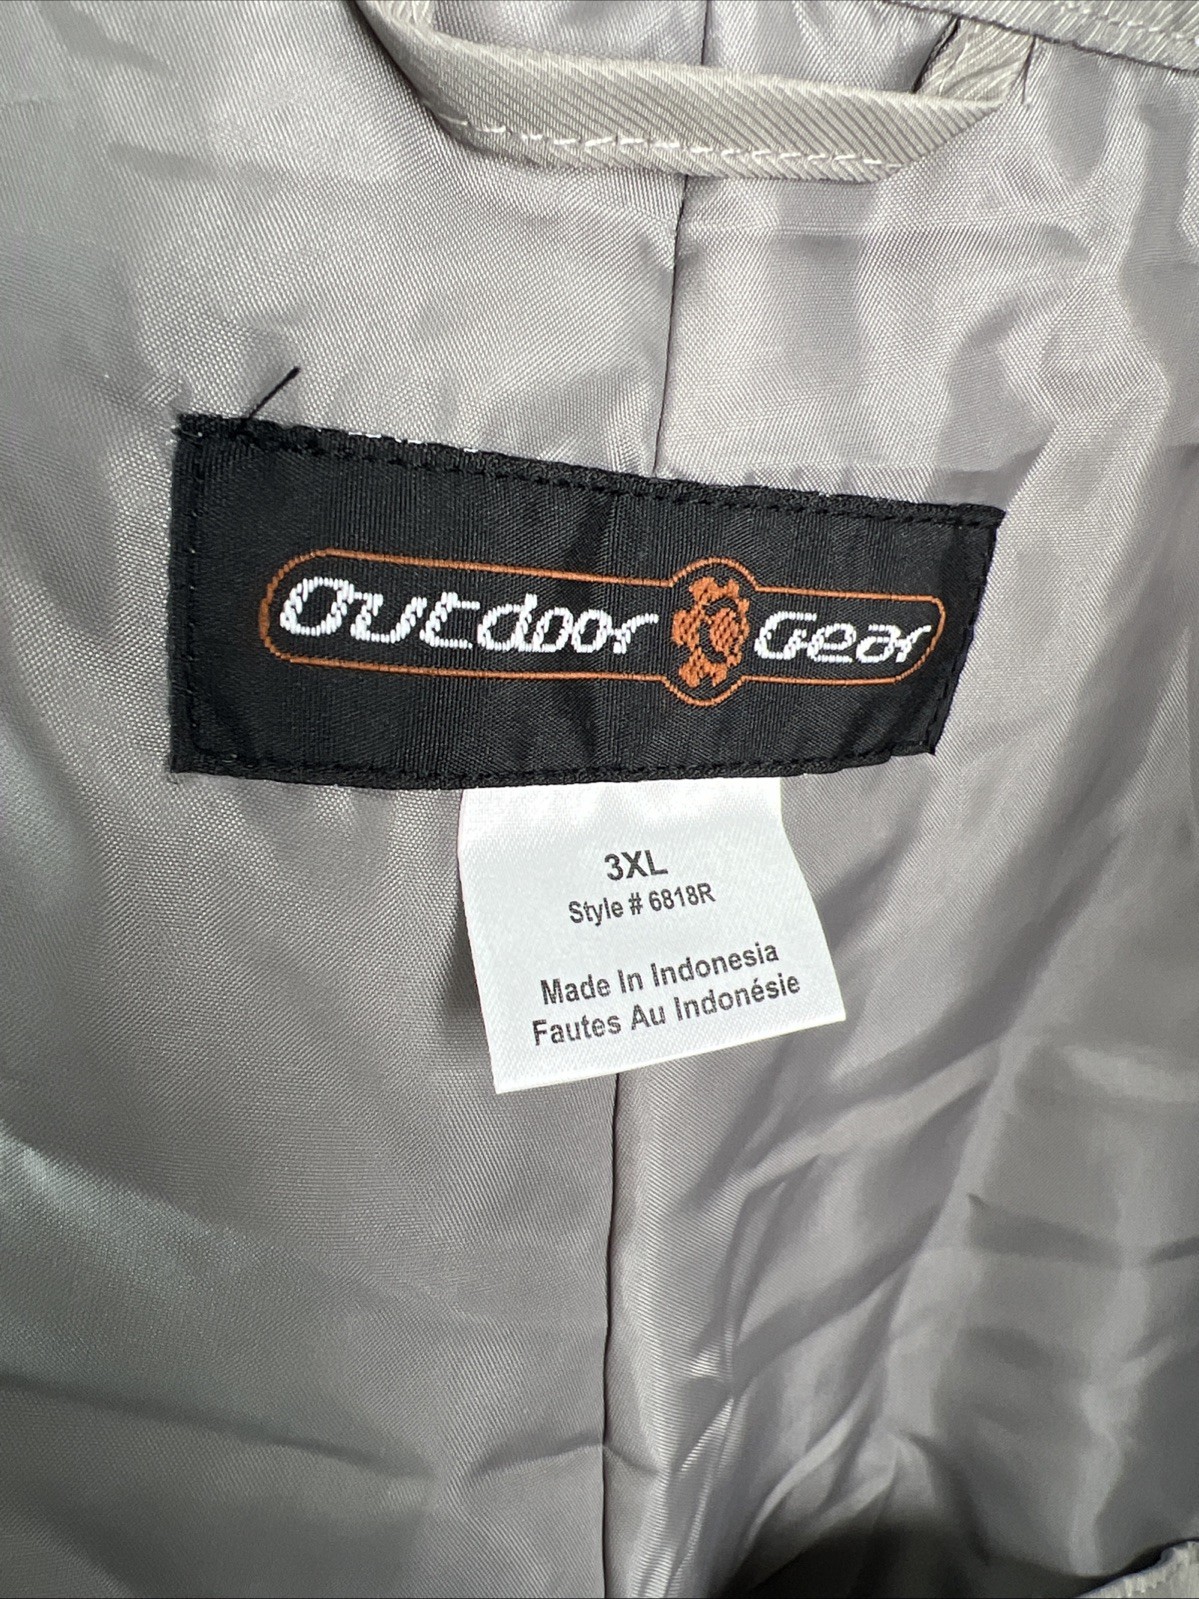 Outdoor Gear
3XL
Style # 6818R
Made In Indonesia
Fautes Au Indonésie